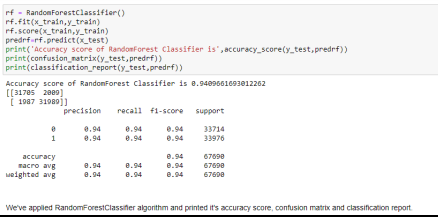 rf = RandomForestClassifier()
rf.fit(x_train,y_train)
rf.score(x_train,y_train)
predrf=rf.predict(x_test)
print('Accuracy score of RandomForest Classifier is',accuracy_score(y_test,predrf))
print(confusion_matrix(y_test,predrf))
print(classification_report(y_test,predrf))
Accuracy score of RandomForest Classifier is 0.9409661693012262
[[31705 2009]
[ 1987 31989]]
precision recall f1-score support
0 0.94 0.94 0.94 33714
1 0.94 0.94 0.94 33976
accuracy 0.94 67690
macro avg 0.94 0.94 0.94 67690
weighted avg 0.94 0.94 0.94 67690
We've applied RandomForestClassifier algorithm and printed it's accuracy score, confusion matrix and classification report.